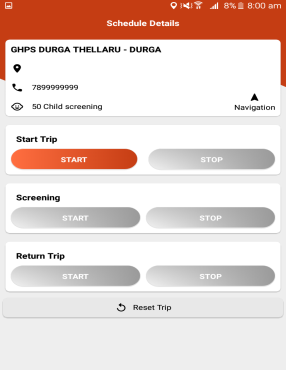 8% 8:00 am
Schedule Details
GHPS DURGA THELLARU - DURGA
7899999999
50 Child screening
Navigation
Start Trip
START STOP
Screening
START STOP
Return Trip
START STOP
Reset Trip